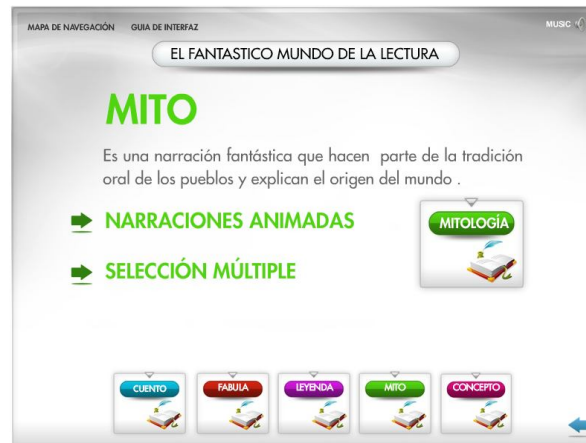 MAPA DE NAVEGACIÓN GUIA DE INTERFAZ MUSIC
EL FANTASTICO MUNDO DE LA LECTURA
MITO
Es una narración fantástica que hacen parte de la tradición
oral de los pueblos y explican el origen del mundo .
NARRACIONES ANIMADAS
MITOLOGÍA
SELECCIÓN MÚLTIPLE
CUENTO FABULA LEYENDA MITO CONCEPTO